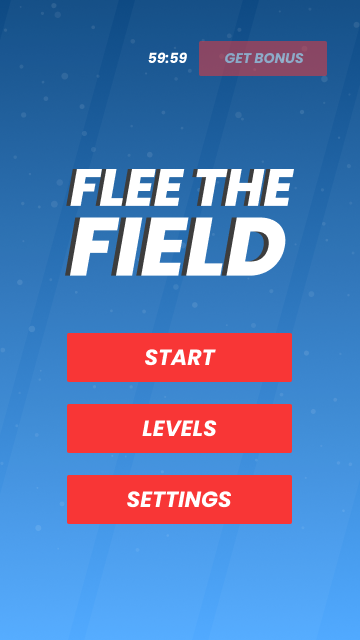 59:59 GET BONUS
FLEE THE
FIELD
START
LEVELS
SETTINGS